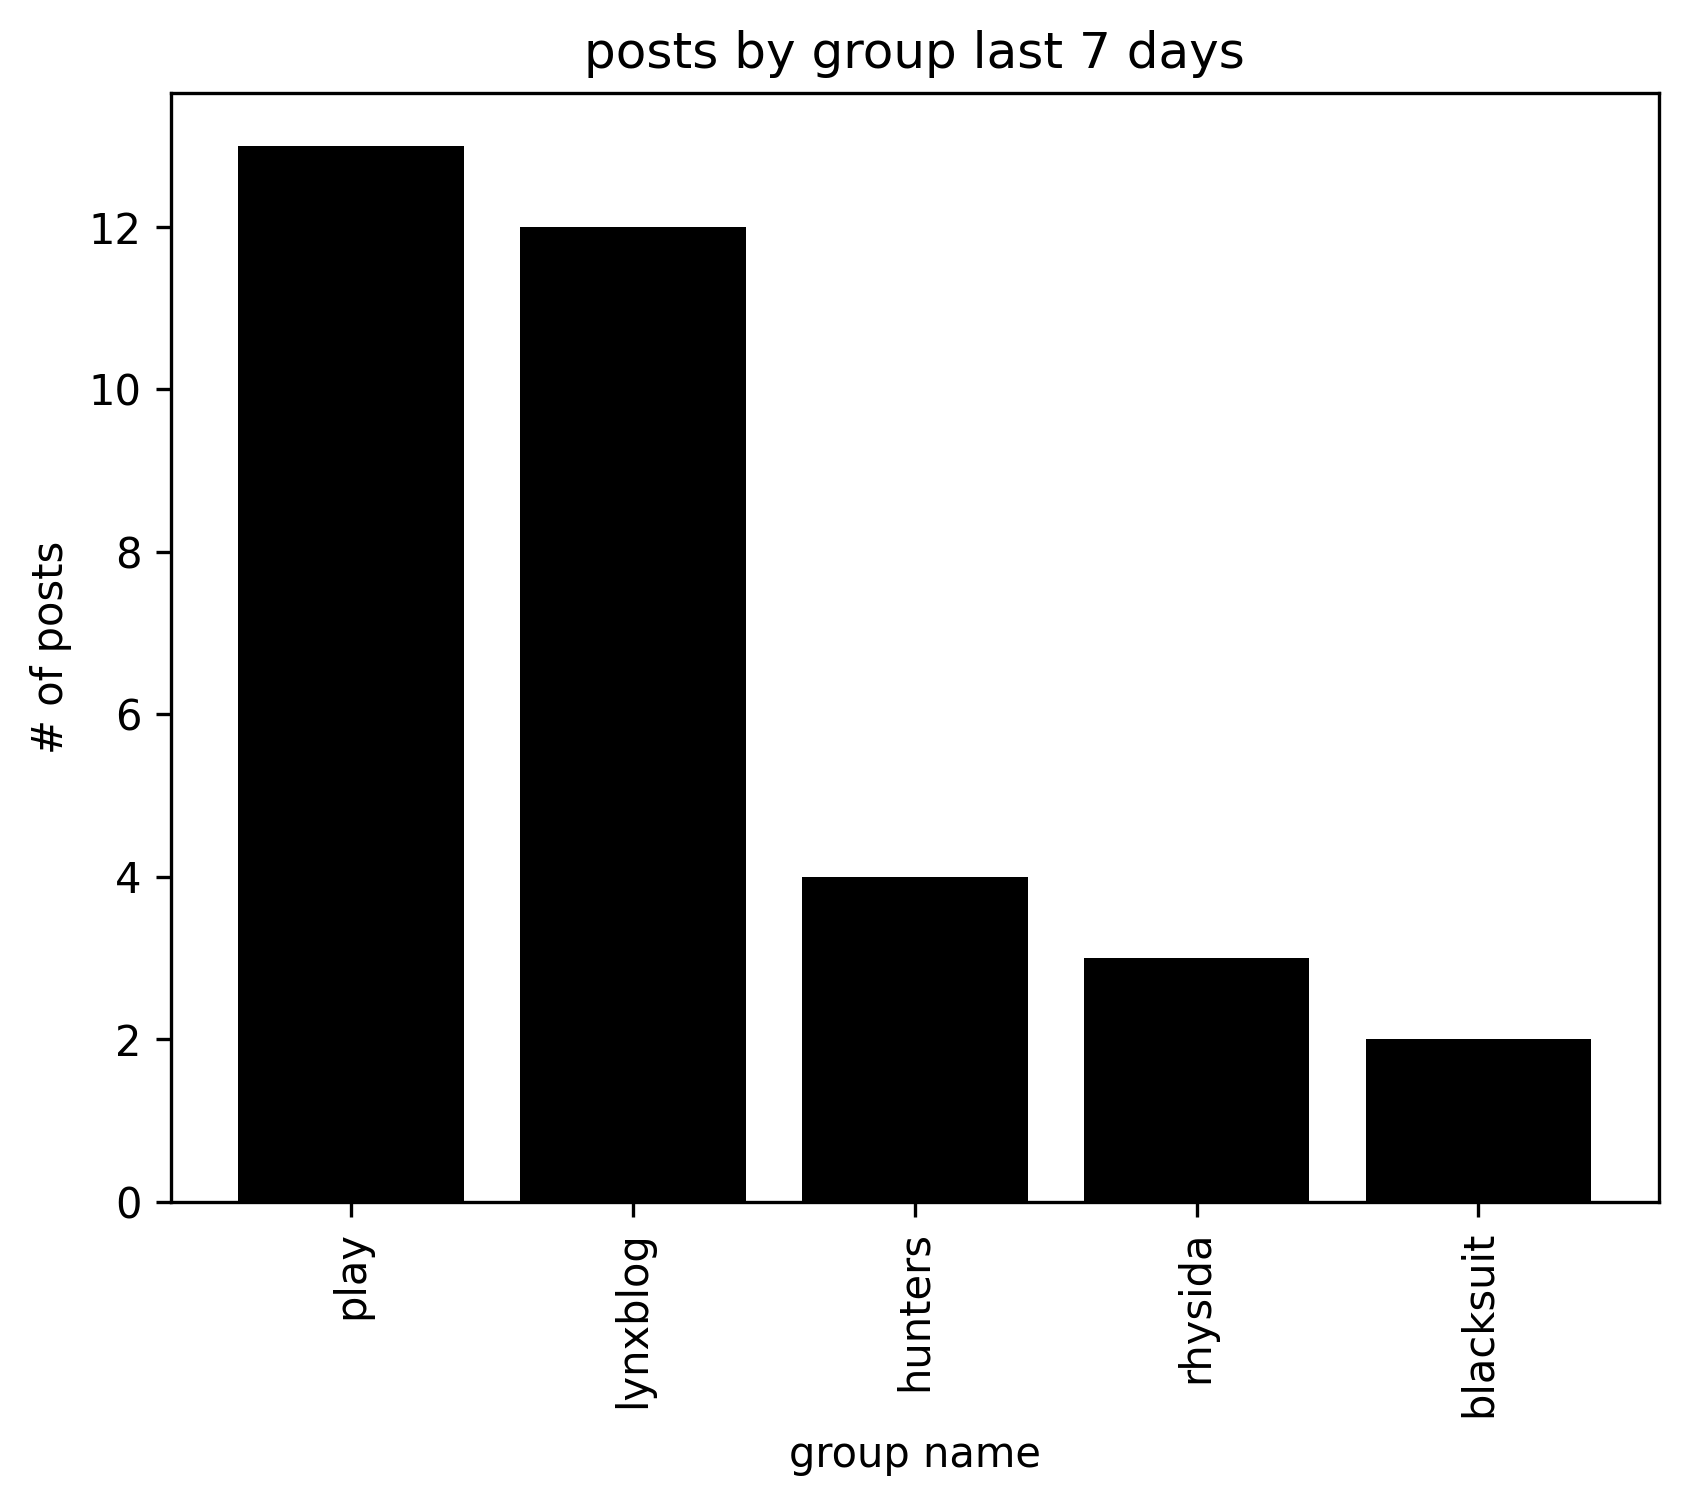 posts by group last 7 days
# of posts
12
10
8
6
4
2
0
play
lynxblog
hunters
rhysida
blacksuit
group name